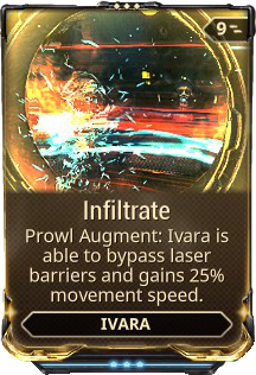 9
Infiltrate
Prowl Augment: Ivara is
able to bypass laser
barriers and gains 25%
movement speed.
IVARA